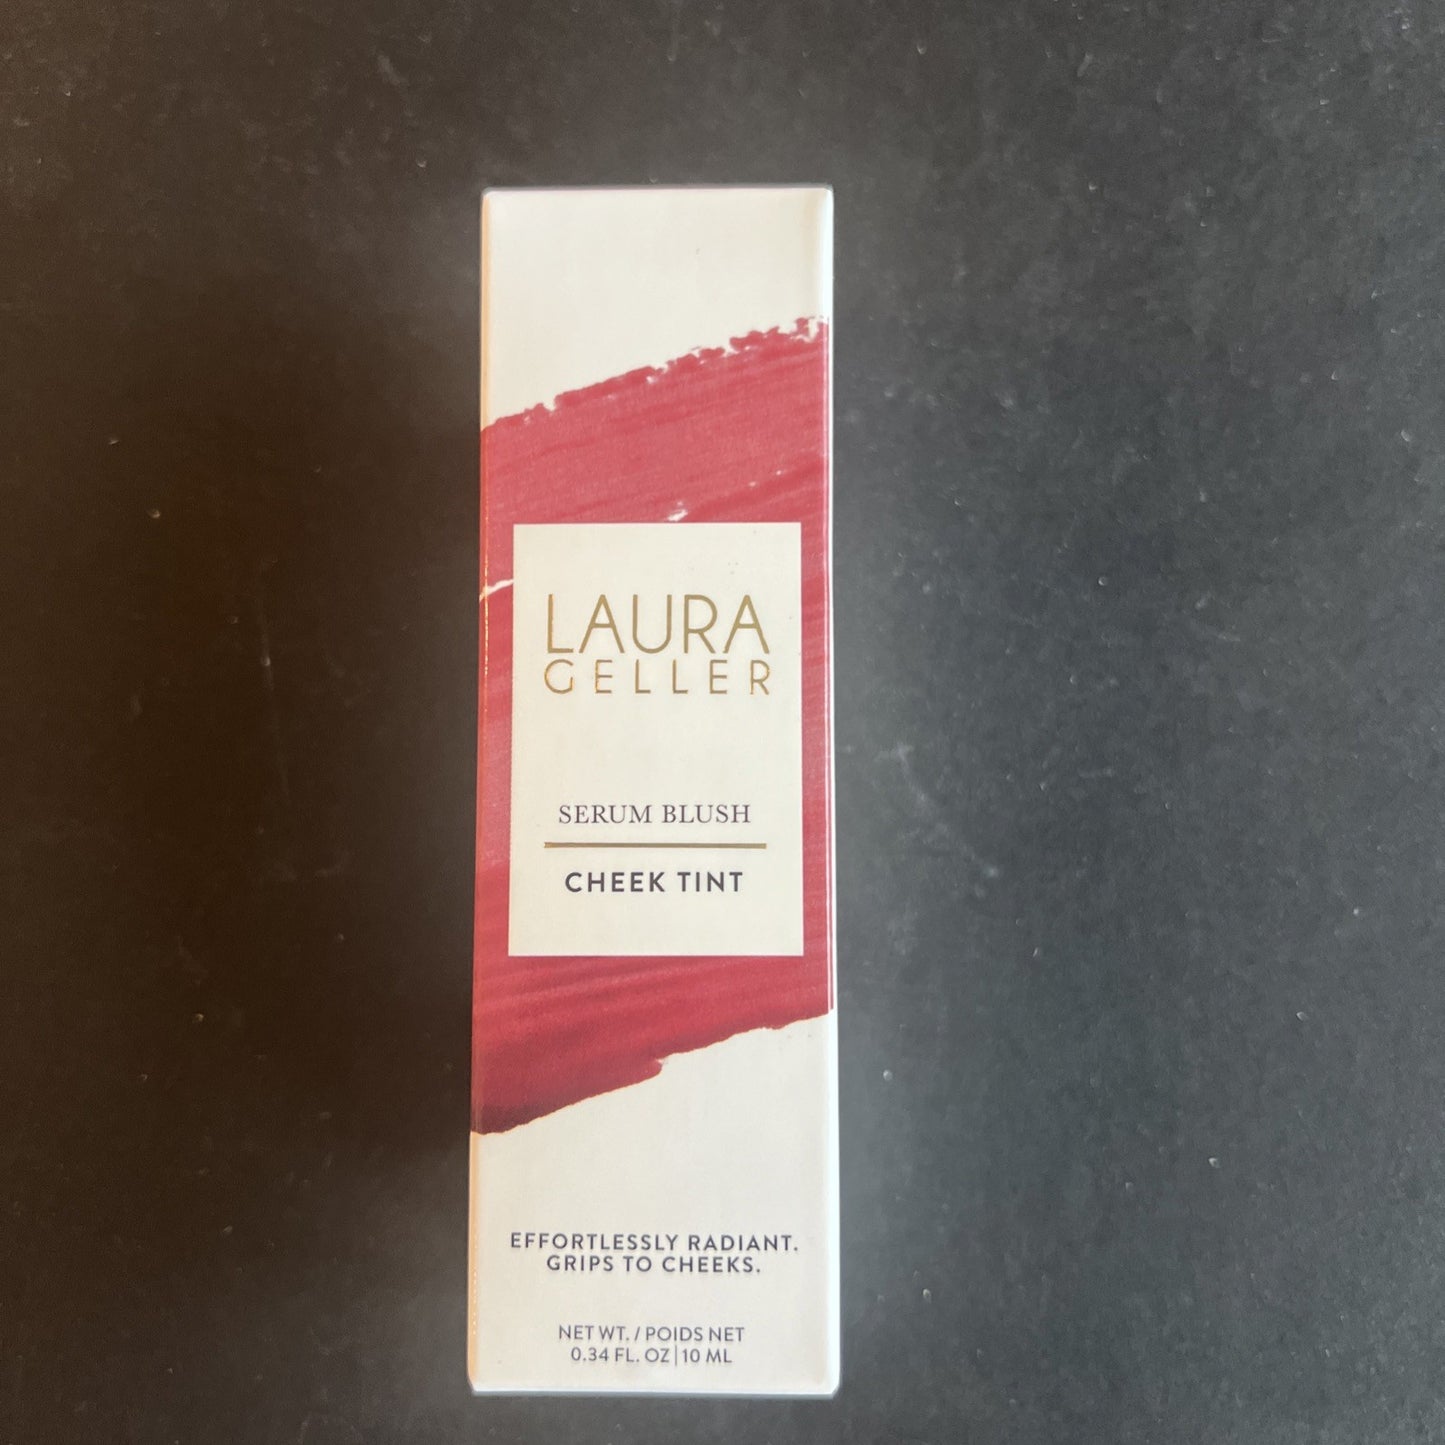 LAURA
GELLER
SERUM BLUSH
CHEEK TINT
EFFORTLESSLY RADIANT.
GRIPS TO CHEEKS.
NET WT. / POIDS NET
0.34 FL. OZ|10 ML